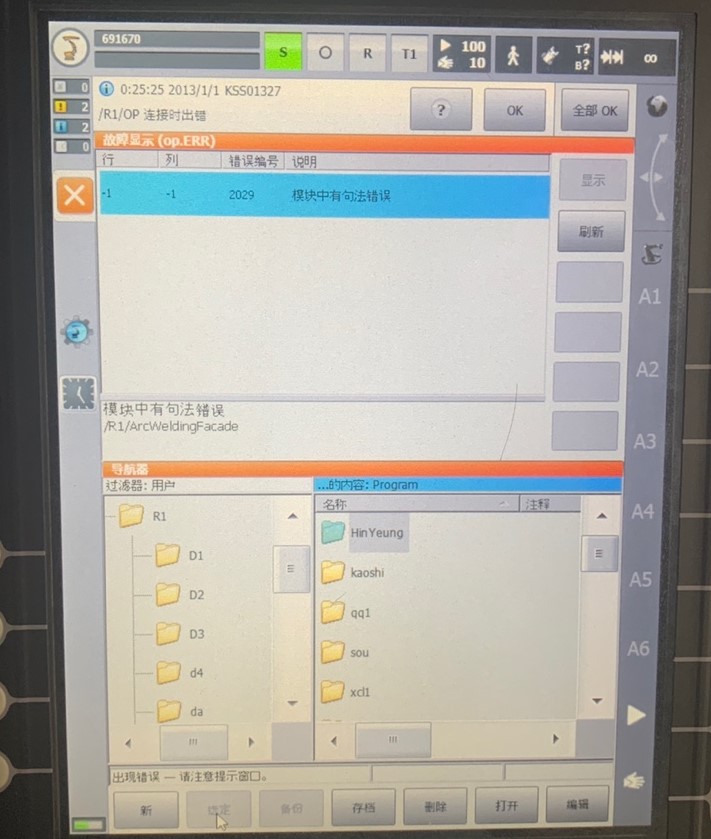 691670
S O R T1 100 10 T? B? ∞
0
2
2
0
0:25:25 2013/1/1 KSS01327
/R1/OP 连接时出错
? OK 全部 OK
故障显示 (op.ERR)
行 列 错误编号 说明
-1 -1 2029 模块中有句法错误
显示
刷新
A1
A2
A3
A4
A5
A6
模块中有句法错误
/R1/ArcWeldingFacade
导航器
过滤器: 用户
...的内容: Program
名称 注释
R1
D1
D2
D3
d4
da
HinYeung
kaoshi
qq1
sou
xcl1
出现错误 — 请注意提示窗口。
新 选定 备份 存档 删除 打开 编辑